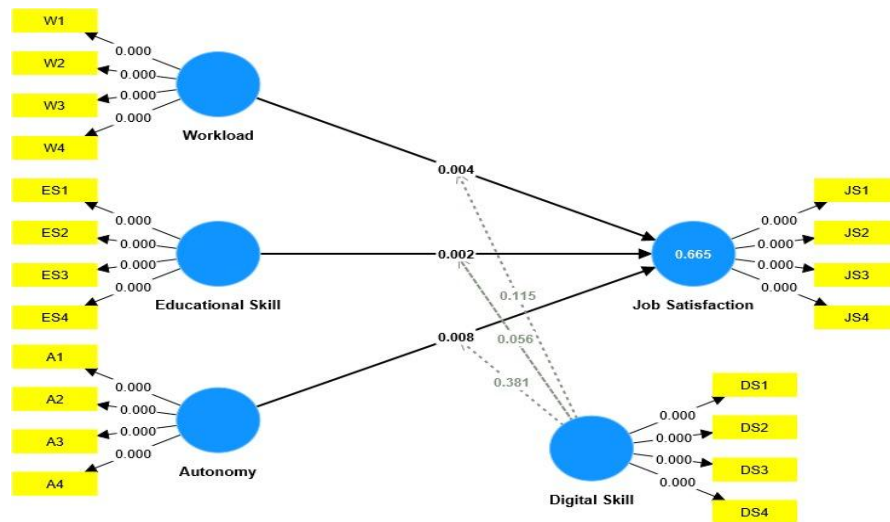 W1
0.000
W2
0.000
W3
0.000
W4
0.000
Workload
0.004
ES1
0.000
ES2
0.000
ES3
0.000
ES4
0.000
Educational Skill
0.002
A1
0.000
A2
0.000
A3
0.000
A4
0.000
Autonomy
0.008
0.115
0.056
0.381
0.665
Job Satisfaction
JS1
0.000
JS2
0.000
JS3
0.000
JS4
0.000
Digital Skill
DS1
0.000
DS2
0.000
DS3
0.000
DS4
0.000